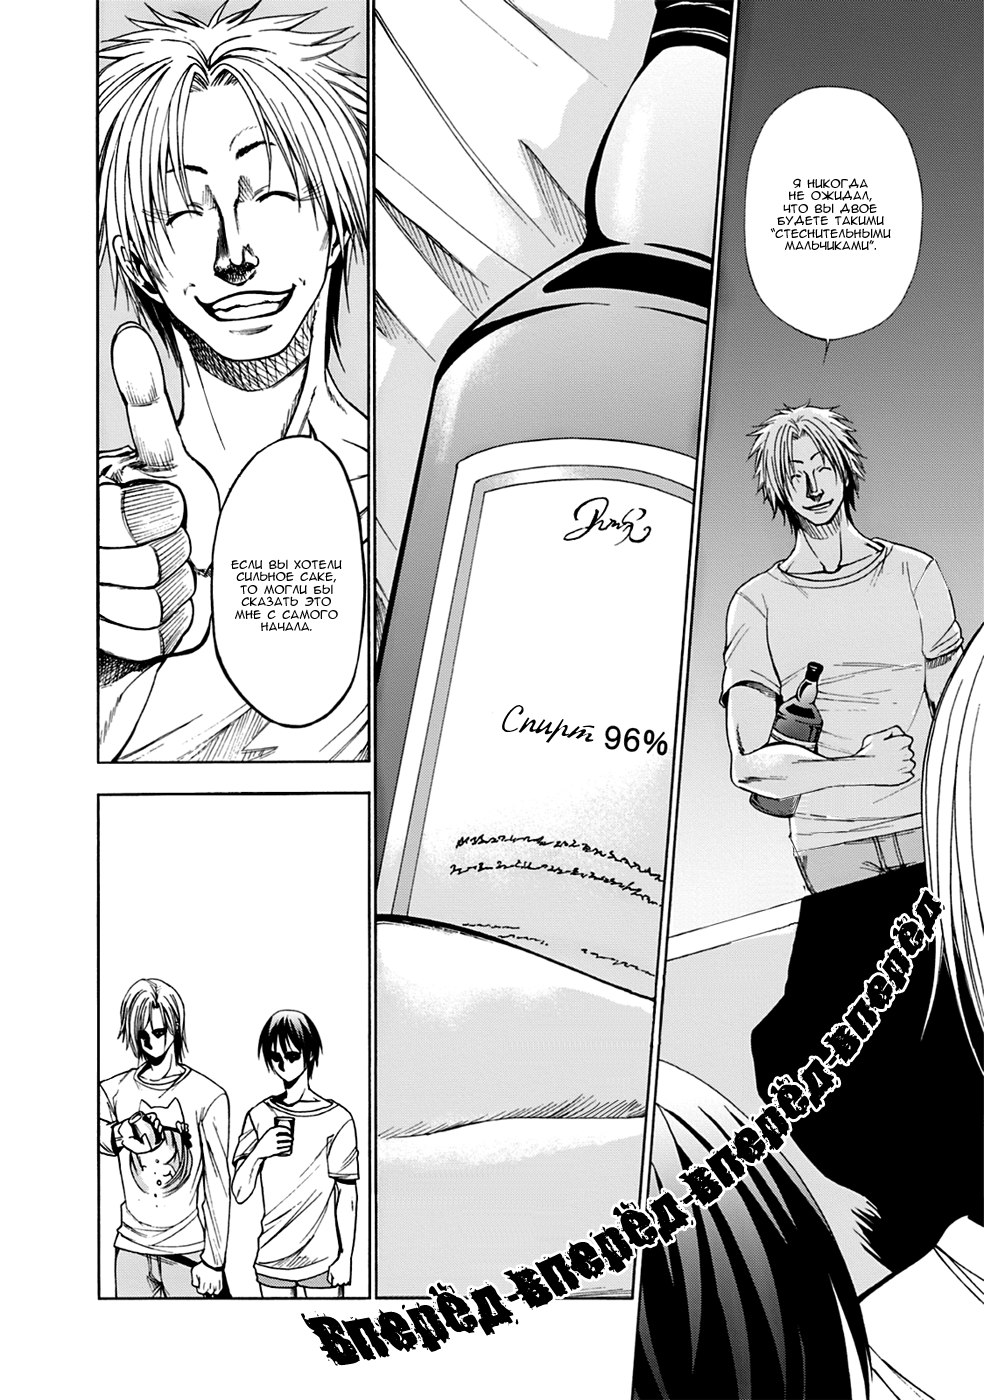 Я НИКОГДА
НЕ ОЖИДАЛ,
ЧТО ВЫ ДВОЕ
БУДЕТЕ ТАКИМИ
"СТЕСНИТЕЛЬНЫМИ
МАЛЬЧИКАМИ".
Спирт 96%
ЕСЛИ ВЫ ХОТЕЛИ
СИЛЬНОЕ САКЕ,
ТО МОГЛИ БЫ
СКАЗАТЬ ЭТО
МНЕ С САМОГО
НАЧАЛА.
Вперёд-вперёд-вперёд-вперёд-вперёд